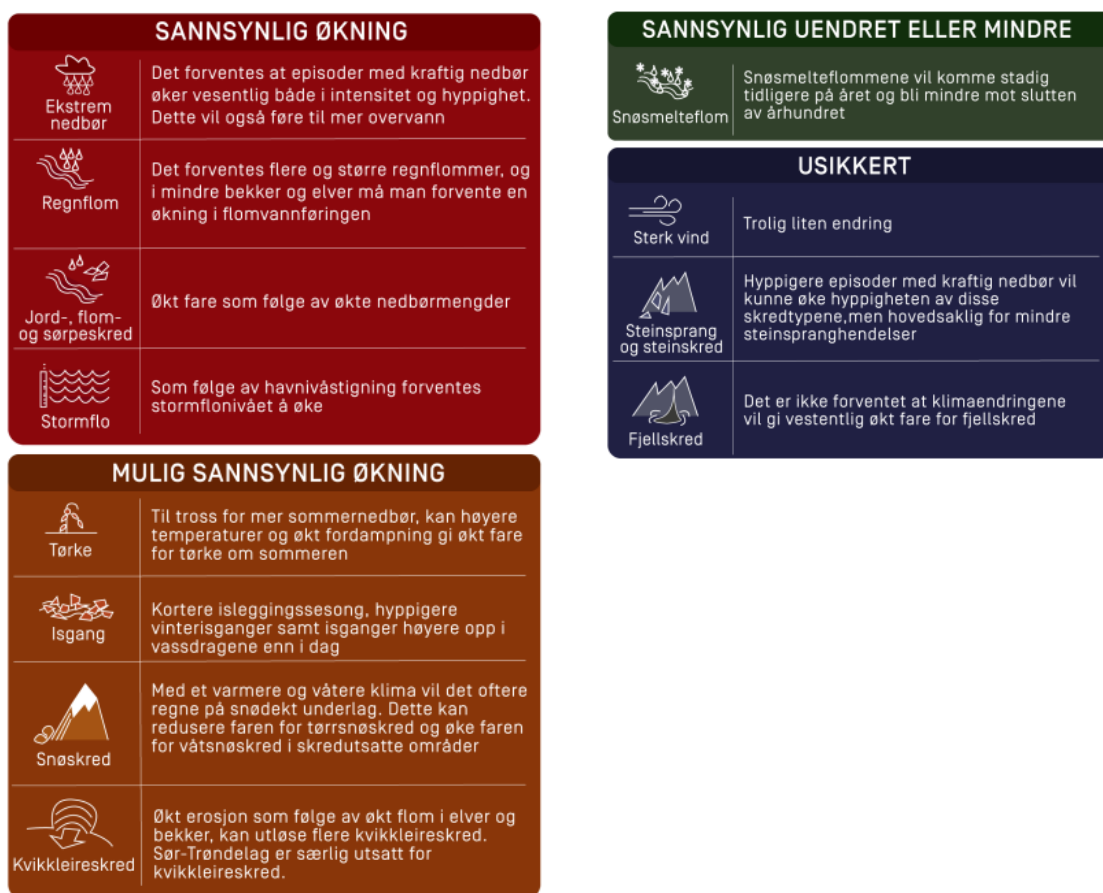 SANNSYNLIG ØKNING
Ekstrem
nedbør
Det forventes at episoder med kraftig nedbør
øker vesentlig både i intensitet og hyppighet.
Dette vil også føre til mer overvann
Regnflom
Det forventes flere og større regnflommer, og
i mindre bekker og elver må man forvente en
økning i flomvannføringen
Jord-, flom-
og sørpeskred
Økt fare som følge av økte nedbørmengder
Stormflo
Som følge av havnivåstigning forventes
stormflonivået å øke
MULIG SANNSYNLIG ØKNING
Tørke
Til tross for mer sommernedbør, kan høyere
temperaturer og økt fordampning gi økt fare
for tørke om sommeren
Isgang
Kortere isleggingssesong, hyppigere
vinterisganger samt isganger høyere opp i
vassdragene enn i dag
Snøskred
Med et varmere og våtere klima vil det oftere
regne på snødekt underlag. Dette kan
redusere faren for tørrsnøskred og øke faren
for våtsnøskred i skredutsatte områder
Kvikkleireskred
Økt erosjon som følge av økt flom i elver og
bekker, kan utløse flere kvikkleireskred.
Sør-Trøndelag er særlig utsatt for
kvikkleireskred.
SANNSYNLIG UENDRET ELLER MINDRE
Snøsmelteflom
Snøsmelteflommene vil komme stadig
tidligere på året og bli mindre mot slutten
av århundret
USIKKERT
Sterk vind
Trolig liten endring
Steinsprang
og steinskred
Hyppigere episoder med kraftig nedbør vil
kunne øke hyppigheten av disse
skredtypene,men hovedsaklig for mindre
steinspranghendelser
Fjellskred
Det er ikke forventet at klimaendringene
vil gi vestentlig økt fare for fjellskred